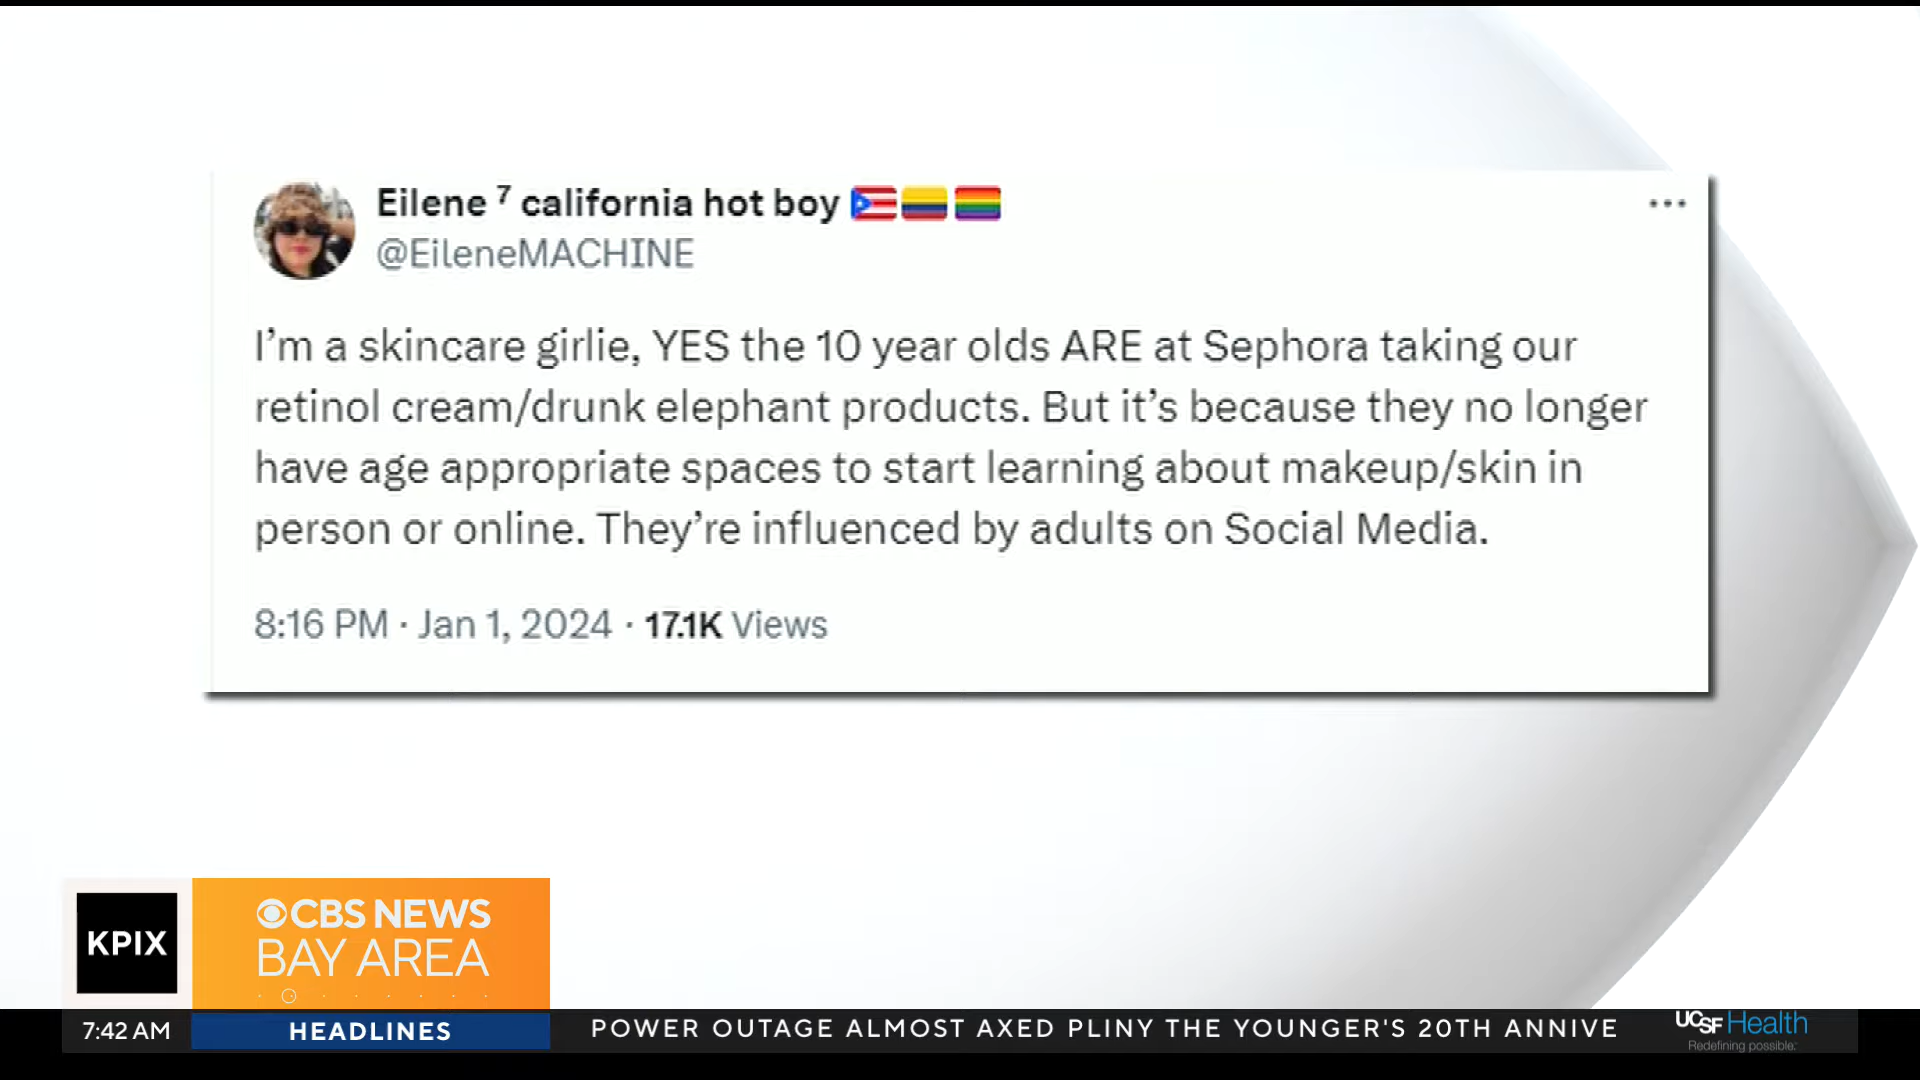 Eilene ⁷ california hot boy 🇵🇷🇨🇴🏳️‍🌈
@EileneMACHINE
I'm a skincare girlie, YES the 10 year olds ARE at Sephora taking our
retinol cream/drunk elephant products. But it's because they no longer
have age appropriate spaces to start learning about makeup/skin in
person or online. They're influenced by adults on Social Media.
8:16 PM · Jan 1, 2024 · 17.1K Views
KPIX
CBS NEWS
BAY AREA
7:42 AM
HEADLINES
POWER OUTAGE ALMOST AXED PLINY THE YOUNGER'S 20TH ANNIVE
UCSF Health
Redefining possible.